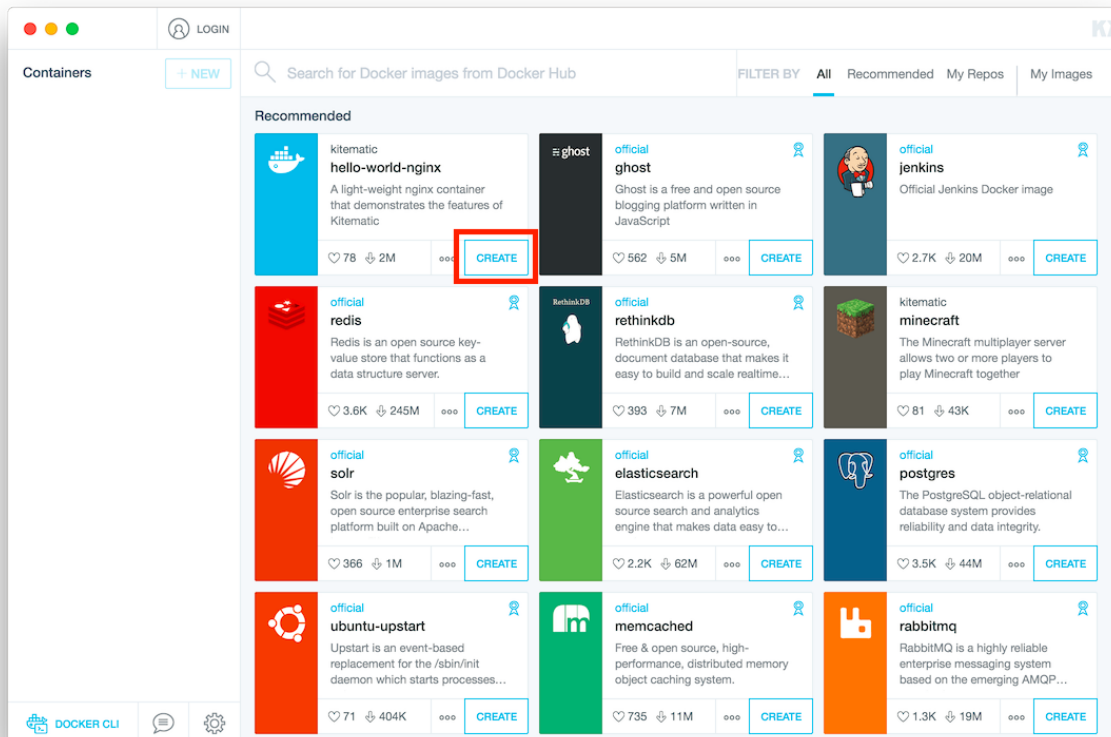 LOGIN
Containers
+ NEW
Search for Docker images from Docker Hub
FILTER BY All Recommended My Repos My Images
Recommended
kitematic
hello-world-nginx
A light-weight nginx container
that demonstrates the features of
Kitematic
78 2M
CREATE
ghost
official
ghost
Ghost is a free and open source
blogging platform written in
JavaScript
562 5M
CREATE
official
jenkins
Official Jenkins Docker image
2.7K 20M
CREATE
official
redis
Redis is an open source key-
value store that functions as a
data structure server.
3.6K 245M
CREATE
RethinkDB
official
rethinkdb
RethinkDB is an open-source,
document database that makes it
easy to build and scale realtime...
393 7M
CREATE
kitematic
minecraft
The Minecraft multiplayer server
allows two or more players to
play Minecraft together
81 43K
CREATE
official
solr
Solr is the popular, blazing-fast,
open source enterprise search
platform built on Apache...
366 1M
CREATE
official
elasticsearch
Elasticsearch is a powerful open
source search and analytics
engine that makes data easy to...
2.2K 62M
CREATE
official
postgres
The PostgreSQL object-relational
database system provides
reliability and data integrity.
3.5K 44M
CREATE
official
ubuntu-upstart
Upstart is an event-based
replacement for the /sbin/init
daemon which starts processes...
71 404K
CREATE
m
official
memcached
Free & open source, high-
performance, distributed memory
object caching system.
735 11M
CREATE
official
rabbitmq
RabbitMQ is a highly reliable
enterprise messaging system
based on the emerging AMQP...
1.3K 19M
CREATE
DOCKER CLI